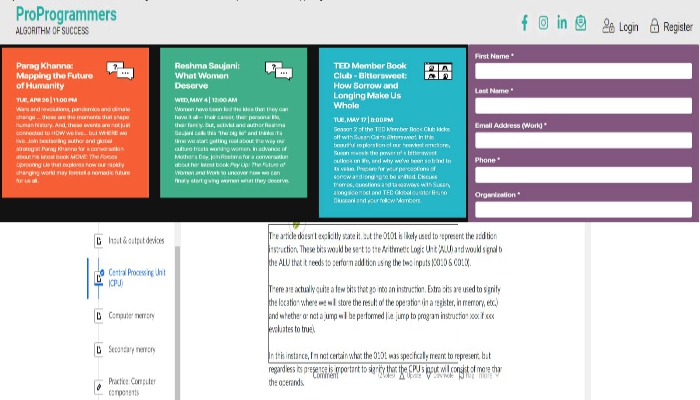 ProProgrammers
ALGORITHM OF SUCCESS
Login
Register
Parag Khanna:
Mapping the Future
of Humanity
TUE, APR 26 | 11:00 PM
Wars and revolutions, pandemics and climate
change ... these are the moments that shape
human history. And, these events are not just
connected to HOW we live... but WHERE we
live. Join bestselling author and global
strategist Parag Khanna for a conversation
about his latest book MOVE: The Forces
Uprooting Us that explores how our rapidly
changing world may foretell a nomadic future
for us all.
Reshma Saujani:
What Women
Deserve
WED, MAY 4 | 12:00 AM
Women have been fed the idea that they can
have it all — their career, their personal life,
their family. But, activist and author Reshma
Saujani calls this "the big lie" and thinks it's
time we start getting real about the way our
culture treats working women. In advance of
Mother's Day, join Reshma for a conversation
about her latest book Pay Up: The Future of
Women and Work to uncover how we can
finally start giving women what they deserve.
TED Member Book
Club - Bittersweet:
How Sorrow and
Longing Make Us
Whole
TUE, MAY 17 | 8:00 PM
Season 2 of the TED Member Book Club kicks
off with Susan Cain's Bittersweet. In this
beautiful exploration of our heaviest emotions,
Susan reveals the power of a bittersweet
outlook on life, and why we've been so blind to
its value. Prepare for your perceptions of
sorrow and longing to be shifted. Discuss
themes, questions and takeaways with Susan,
alongside host and TED Global curator Bruno
Giussani and your fellow Members.
First Name *
Last Name *
Email Address (Work) *
Phone *
Organization *
Input & output devices
Central Processing Unit
(CPU)
Computer memory
Secondary memory
Practice: Computer
components
The article doesn't explicitly state it, but the 0101 is likely used to represent the addition
instruction. These bits would be sent to the Arithmetic Logic Unit (ALU) and would signal to
the ALU that it needs to perform addition using the two inputs (0010 & 0010).
There are actually quite a few bits that go into an instruction. Extra bits are used to signify
the location where we will store the result of the operation (in a register, in memory, etc.)
and whether or not a jump will be performed (i.e. jump to program instruction xxx if xxx
evaluates to true).
In this instance, I'm not certain what the 0101 was specifically meant to represent, but
regardless its presence is important to signify that the CPU's input will consist of more than
the operands.
Comment